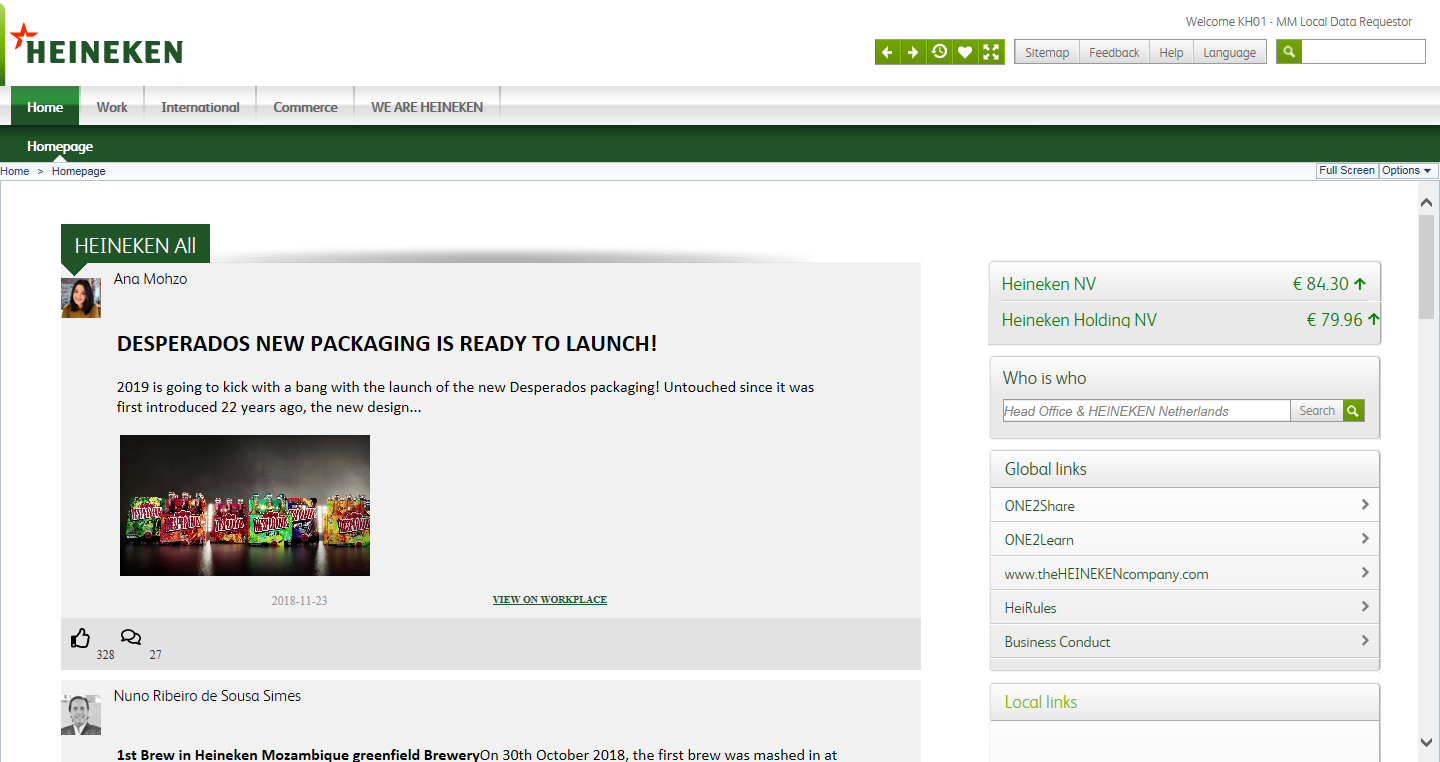 Welcome KH01 - MM Local Data Requestor
HEINEKEN
Sitemap Feedback Help Language
Home Work International Commerce WE ARE HEINEKEN
Homepage
Home > Homepage
Full Screen Options
HEINEKEN All
Ana Mohzo
DESPERADOS NEW PACKAGING IS READY TO LAUNCH!
2019 is going to kick with a bang with the launch of the new Desperados packaging! Untouched since it was
first introduced 22 years ago, the new design...
DESPERADOS
2018-11-23 VIEW ON WORKPLACE
328 27
Nuno Ribeiro de Sousa Simes
1st Brew in Heineken Mozambique greenfield BreweryOn 30th October 2018, the first brew was mashed in at
Heineken NV € 84.30
Heineken Holding NV € 79.96
Who is who
Head Office & HEINEKEN Netherlands Search
Global links
ONE2Share
ONE2Learn
www.theHEINEKENcompany.com
HeiRules
Business Conduct
Local links